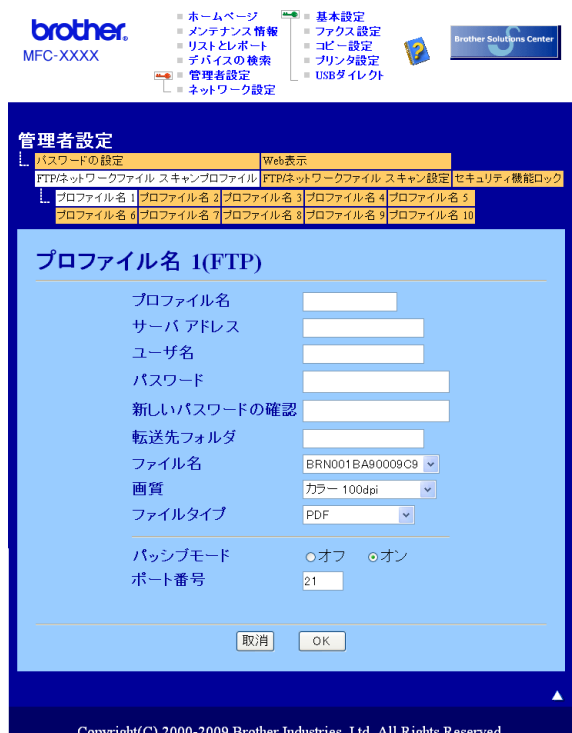 brother®
MFC-XXXX
ホームページ
メンテナンス情報
リストとレポート
デバイスの検索
管理者設定
ネットワーク設定
基本設定
ファクス設定
コピー設定
プリンタ設定
USBダイレクト
Brother Solutions Center
管理者設定
パスワードの設定 Web表示
FTP/ネットワークファイル スキャンプロファイル FTP/ネットワークファイル スキャン設定 セキュリティ機能ロック
プロファイル名 1 プロファイル名 2 プロファイル名 3 プロファイル名 4 プロファイル名 5
プロファイル名 6 プロファイル名 7 プロファイル名 8 プロファイル名 9 プロファイル名 10
プロファイル名 1(FTP)
プロファイル名
サーバ アドレス
ユーザ名
パスワード
新しいパスワードの確認
転送先フォルダ
ファイル名 BRN001BA90009C9
画質 カラー 100dpi
ファイルタイプ PDF
パッシブモード オフ オン
ポート番号 21
取消 OK
Copyright(C) 2000-2009 Brother Industries, Ltd. All Rights Reserved.